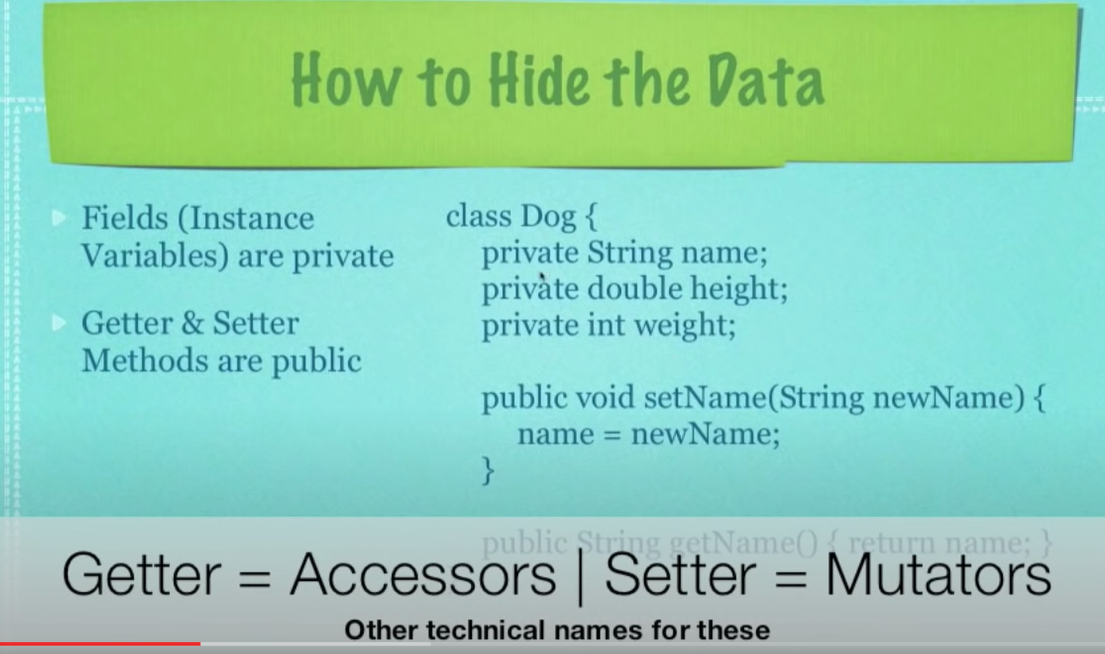 How to Hide the Data
Fields (Instance
Variables) are private
Getter & Setter
Methods are public
class Dog {
private String name;
private double height;
private int weight;
public void setName(String newName) {
name = newName;
}
public String getName() { return name; }
Getter = Accessors | Setter = Mutators
Other technical names for these